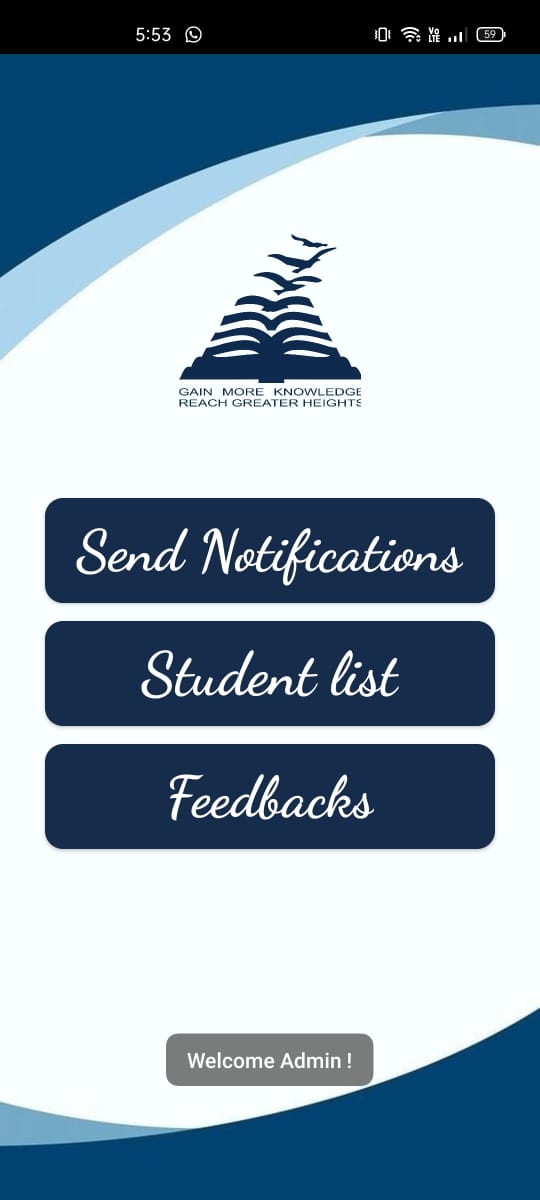 5:53
Vo
LTE
59
GAIN MORE KNOWLEDGE
REACH GREATER HEIGHTS
Send Notifications
Student list
Feedbacks
Welcome Admin !